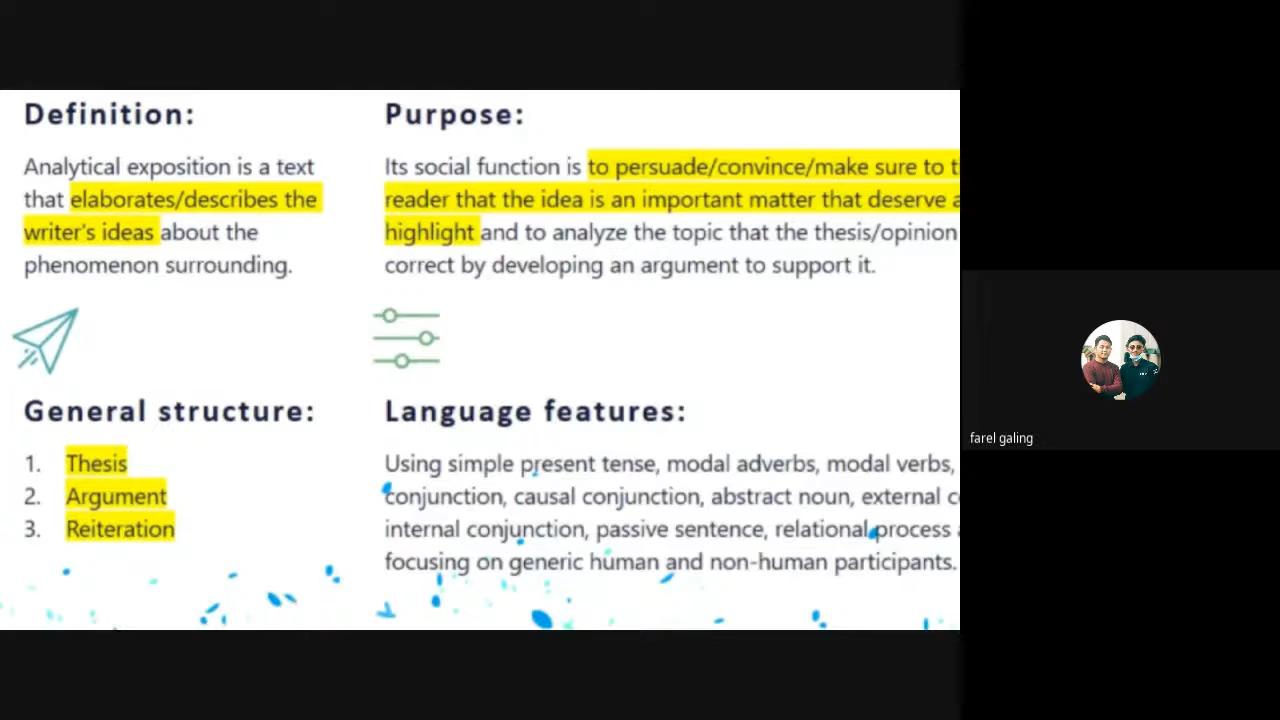 Definition:
Analytical exposition is a text
that elaborates/describes the
writer's ideas about the
phenomenon surrounding.
Purpose:
Its social function is to persuade/convince/make sure to
reader that the idea is an important matter that deserve
highlight and to analyze the topic that the thesis/opinion
correct by developing an argument to support it.
General structure:
1. Thesis
2. Argument
3. Reiteration
Language features:
Using simple present tense, modal adverbs, modal verbs,
conjunction, causal conjunction, abstract noun, external
internal conjunction, passive sentence, relational process
focusing on generic human and non-human participants.
farel galing